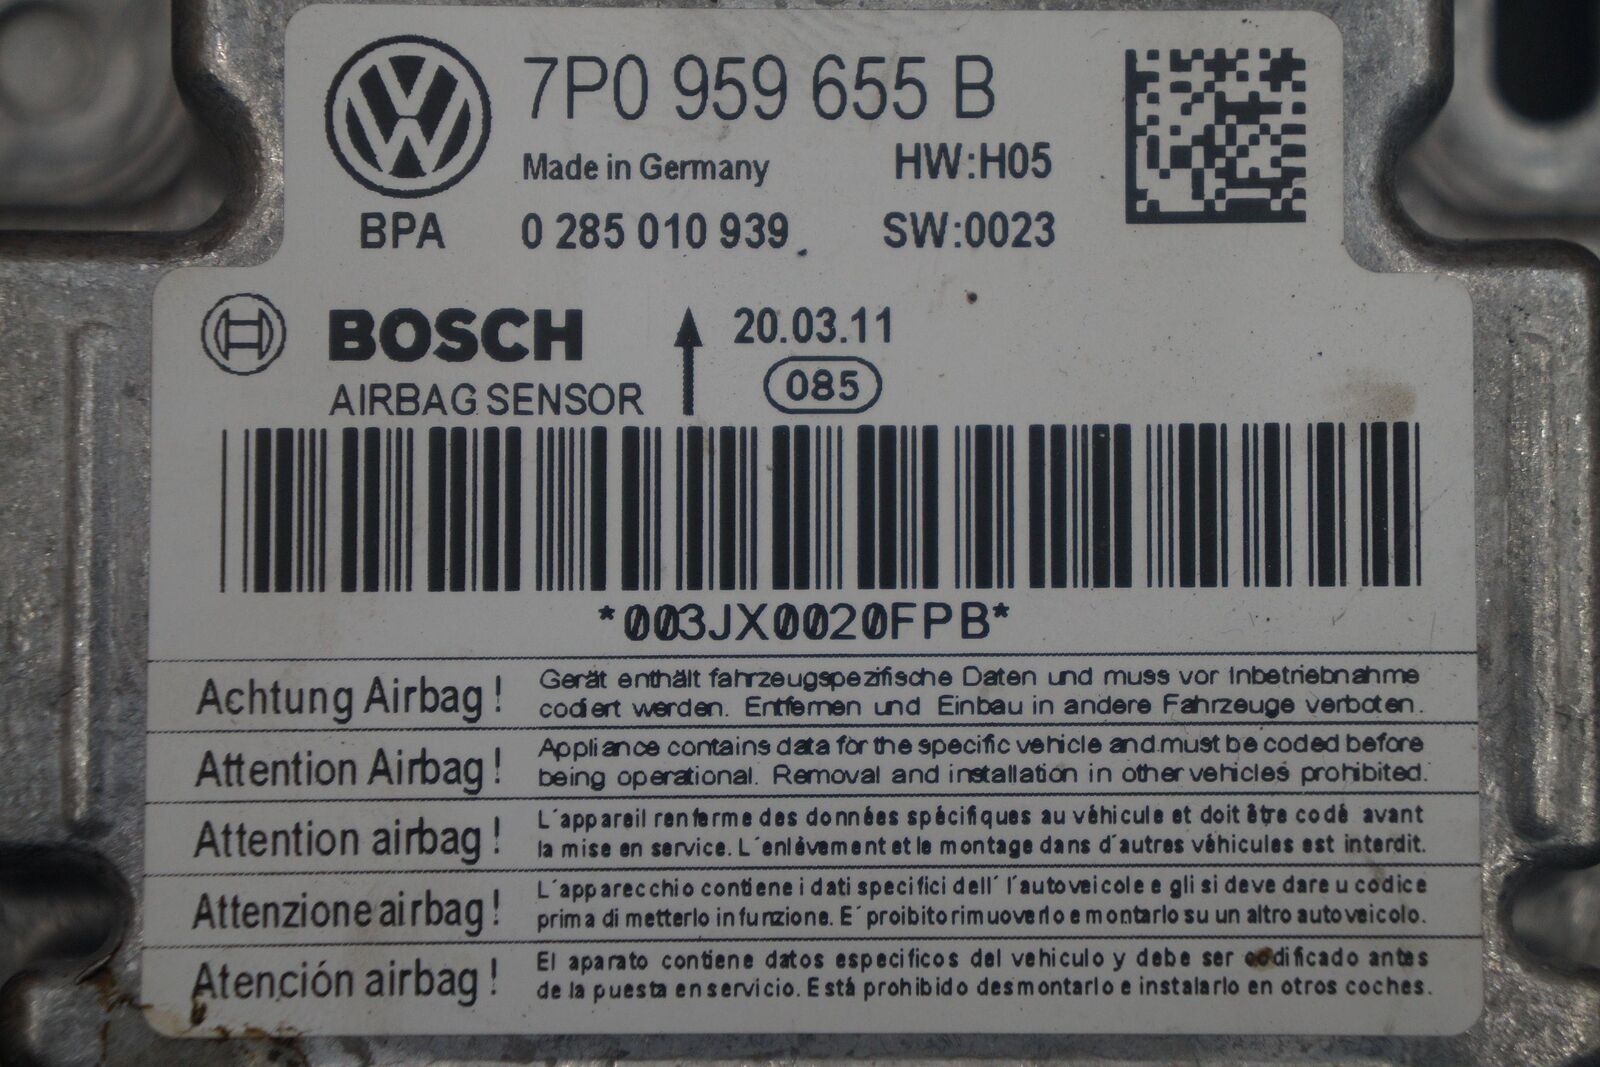 7P0 959 655 B
Made in Germany HW:H05
BPA 0 285 010 939 SW:0023
BOSCH 20.03.11
AIRBAG SENSOR 085
*003JX0020FPB*
Achtung Airbag! Gerät enthält fahrzeugspezifische Daten und muss vor Inbetriebnahme
codiert werden. Entfernen und Einbau in andere Fahrzeuge verboten.
Attention Airbag! Appliance contains data for the specific vehicle and must be coded before
being operational. Removal and installation in other vehicles prohibited.
Attention airbag! L´appareil renferme des données spécifiques au véhicule et doit être codé avant
la mise en service. L´enlévement et le montage dans d´autres véhicules est interdit.
Attenzione airbag! L´apparecchio contiene i dati specifici dell´ l´autoveicole e gli si deve dare u codice
prima di metterlo in funzione. E´ proibito rimuoverlo e montarlo su un altro autoveicolo.
Atención airbag! El aparato contiene datos especificos del vehiculo y debe ser codificado antes
de la puesta en servicio. Está prohibido desmontarlo e instalarlo en otros coches.